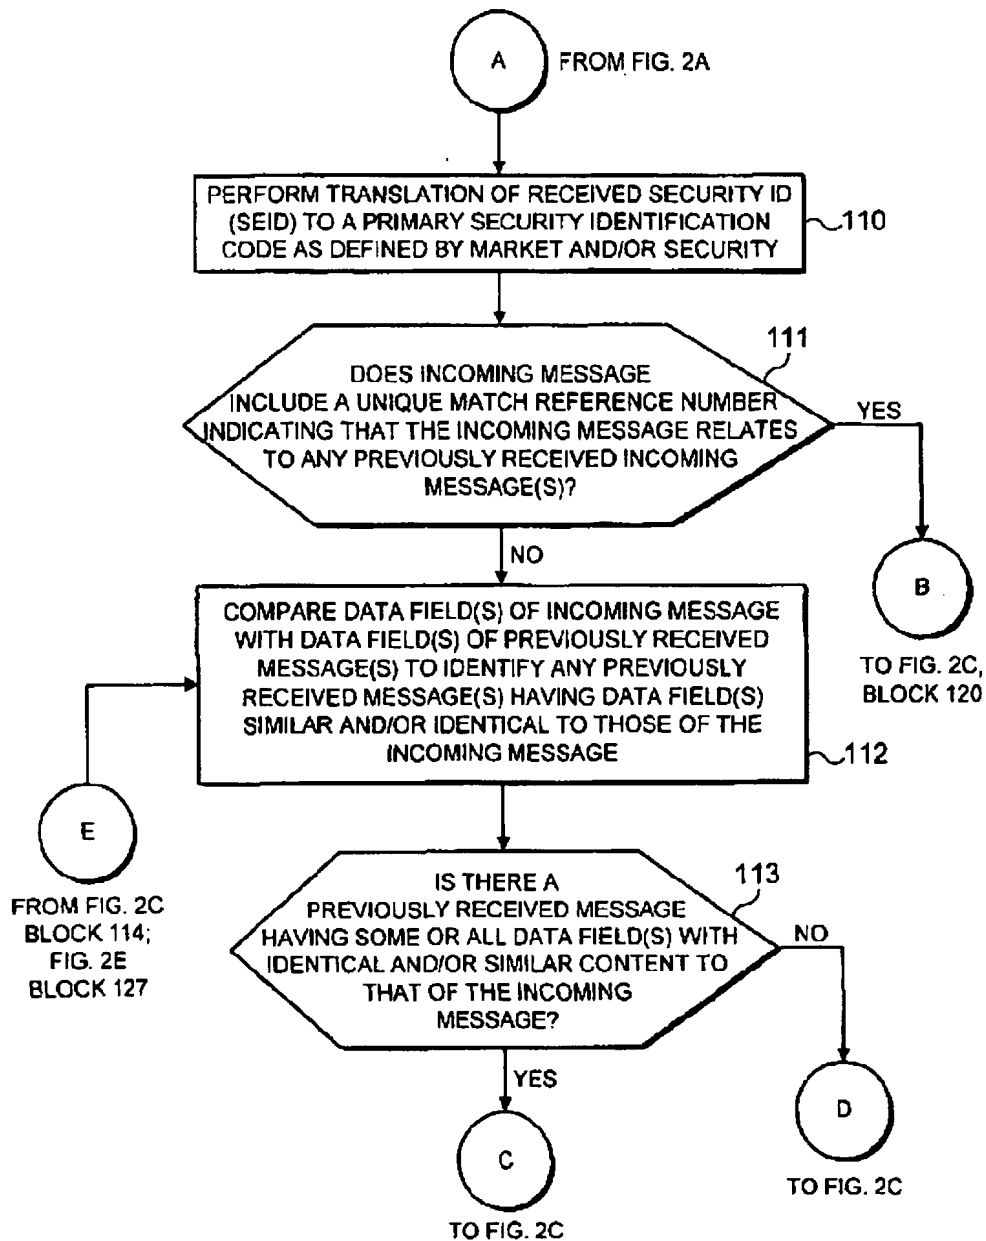 A
FROM FIG. 2A
PERFORM TRANSLATION OF RECEIVED SECURITY ID
(SEID) TO A PRIMARY SECURITY IDENTIFICATION
CODE AS DEFINED BY MARKET AND/OR SECURITY
110
111
DOES INCOMING MESSAGE
INCLUDE A UNIQUE MATCH REFERENCE NUMBER
INDICATING THAT THE INCOMING MESSAGE RELATES
TO ANY PREVIOUSLY RECEIVED INCOMING
MESSAGE(S)?
YES
NO
B
TO FIG. 2C,
BLOCK 120
COMPARE DATA FIELD(S) OF INCOMING MESSAGE
WITH DATA FIELD(S) OF PREVIOUSLY RECEIVED
MESSAGE(S) TO IDENTIFY ANY PREVIOUSLY
RECEIVED MESSAGE(S) HAVING DATA FIELD(S)
SIMILAR AND/OR IDENTICAL TO THOSE OF THE
INCOMING MESSAGE
112
E
FROM FIG. 2C
BLOCK 114;
FIG. 2E
BLOCK 127
113
IS THERE A
PREVIOUSLY RECEIVED MESSAGE
HAVING SOME OR ALL DATA FIELD(S) WITH
IDENTICAL AND/OR SIMILAR CONTENT TO
THAT OF THE INCOMING
MESSAGE?
NO
YES
D
TO FIG. 2C
C
TO FIG. 2C